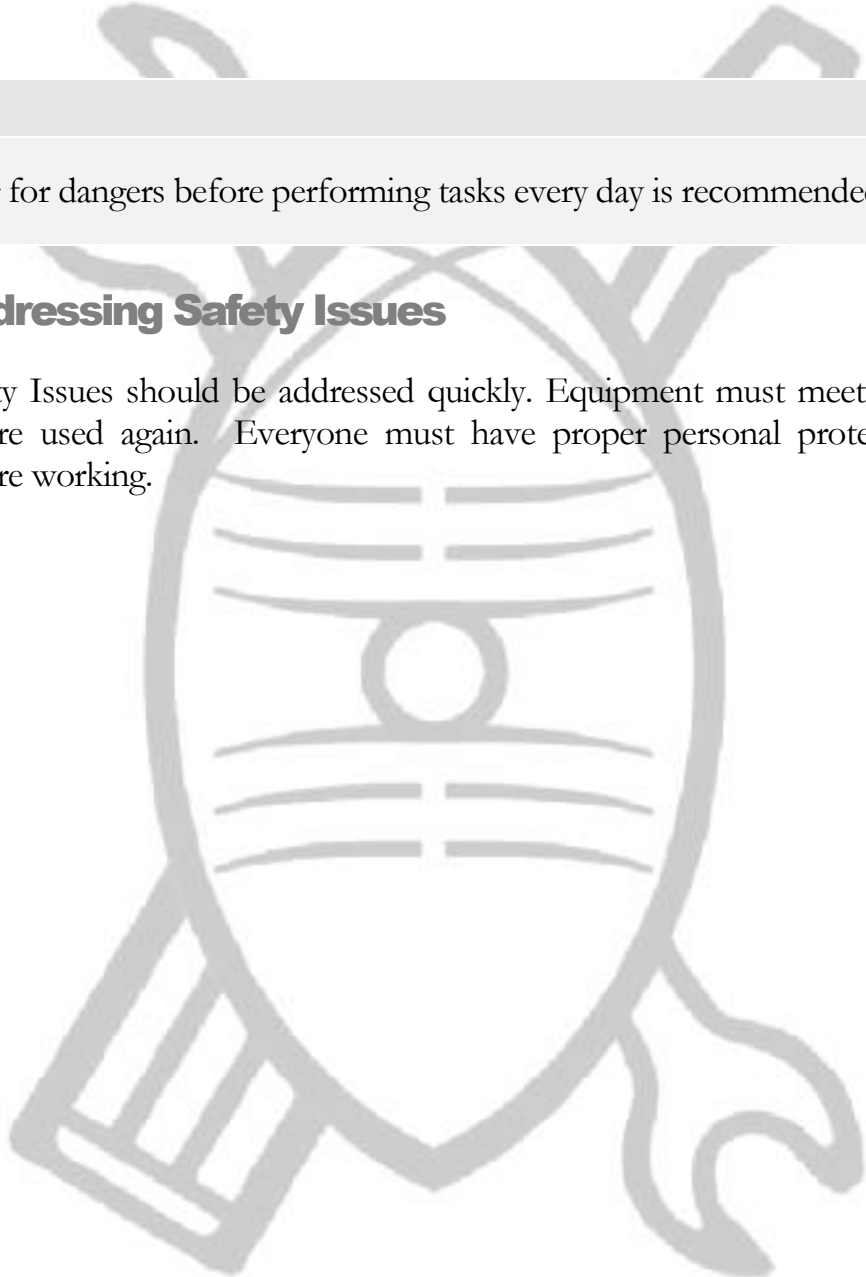 for dangers before performing tasks every day is recommended
dressing Safety Issues
ty Issues should be addressed quickly. Equipment must meet
re used again. Everyone must have proper personal prote
re working.